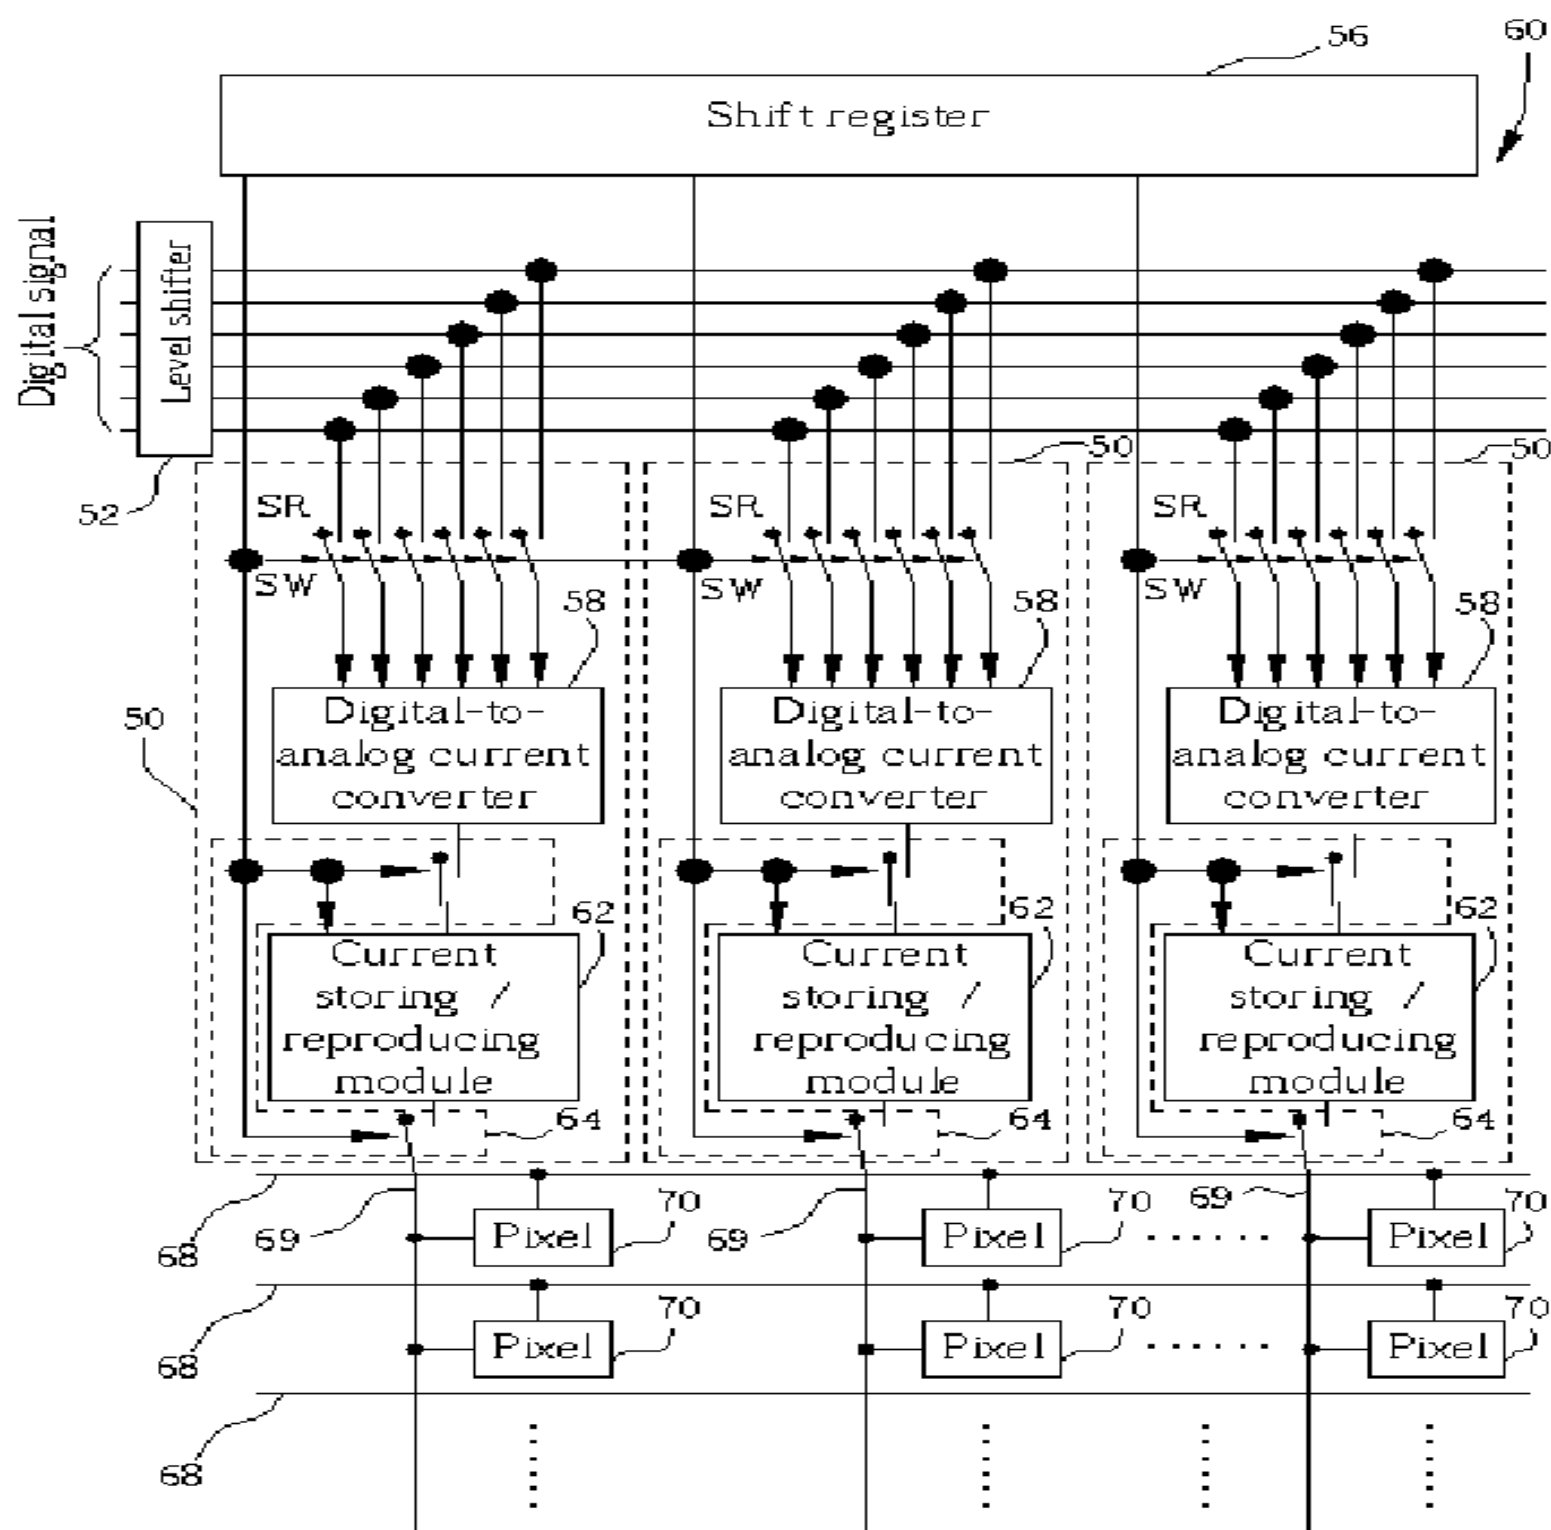 56
60
Shift register
Digital signal
Level shifter
52
50
50
SR
SR
SR
SW
SW
SW
58
58
58
50
Digital-to-
analog current
converter
Digital-to-
analog current
converter
Digital-to-
analog current
converter
62
62
62
Current
storing /
reproducing
module
Current
storing /
reproducing
module
Current
storing /
reproducing
module
64
64
64
68
69
70
69
70
69
70
Pixel
Pixel
......
Pixel
68
70
70
70
Pixel
Pixel
......
Pixel
68